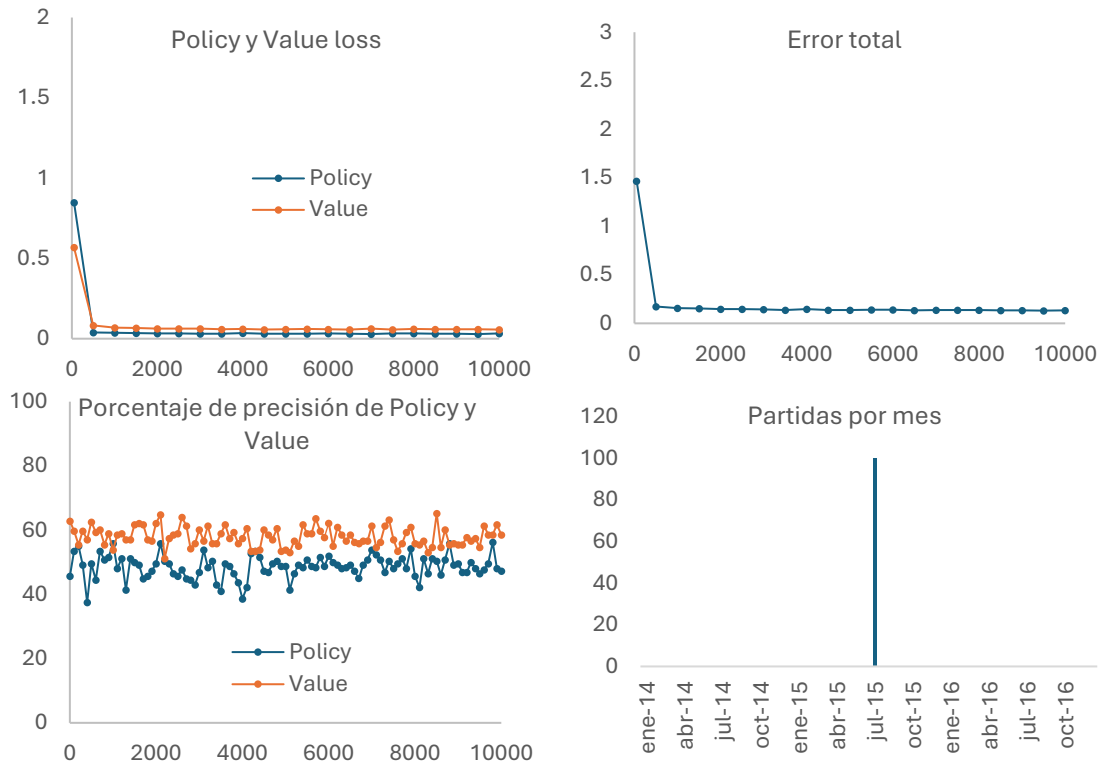 Policy y Value loss
2
1.5
1
0.5
0
Policy
Value
0 2000 4000 6000 8000 10000
Error total
3
2.5
2
1.5
1
0.5
0
0 2000 4000 6000 8000 10000
Porcentaje de precisión de Policy y
Value
100
80
60
40
20
0
Policy
Value
0 2000 4000 6000 8000 10000
Partidas por mes
120
100
80
60
40
20
0
ene-14
abr-14
jul-14
oct-14
ene-15
abr-15
jul-15
oct-15
ene-16
abr-16
jul-16
oct-16